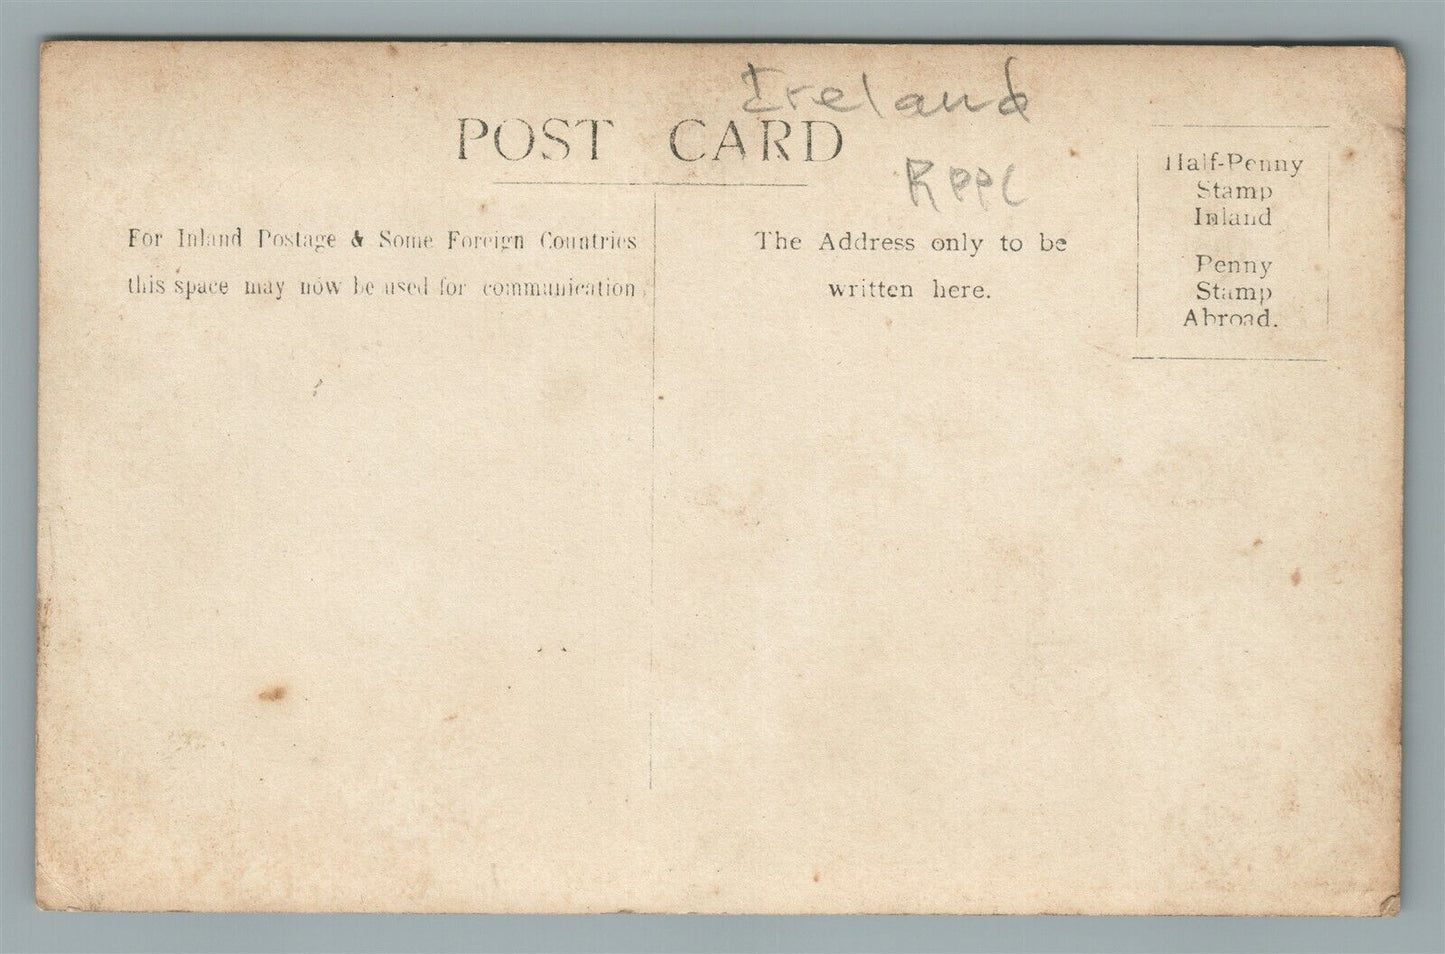 Ireland
POST CARD
RPPC
For Inland Postage & Some Foreign Countries
this space may now be used for communication.
The Address only to be
written here.
Half-Penny
Stamp
Inland
Penny
Stamp
Abroad.